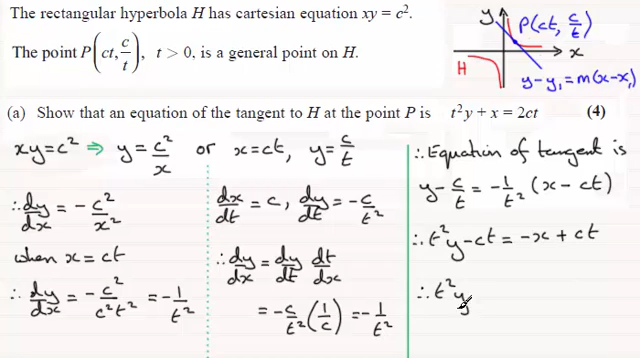 The rectangular hyperbola H has cartesian equation xy = c².
The point P(ct, c/t), t > 0, is a general point on H.
y
P(ct, c/t)
x
H
y-y₁=m(x-x₁)
(a) Show that an equation of the tangent to H at the point P is t²y + x = 2ct (4)
xy=c² ⇒ y=c²/x
∴dy/dx = -c²/x²
when x=ct
∴ dy/dx = -c²/c²t² = -1/t²
or x=ct, y=c/t
dx/dt = c, dy/dt = -c/t²
∴dy/dx = dy/dt dt/dx
= -c/t² (1/c) = -1/t²
∴Equation of tangent is
y-c/t = -1/t² (x-ct)
∴t²y-ct = -x+ct
∴t²y